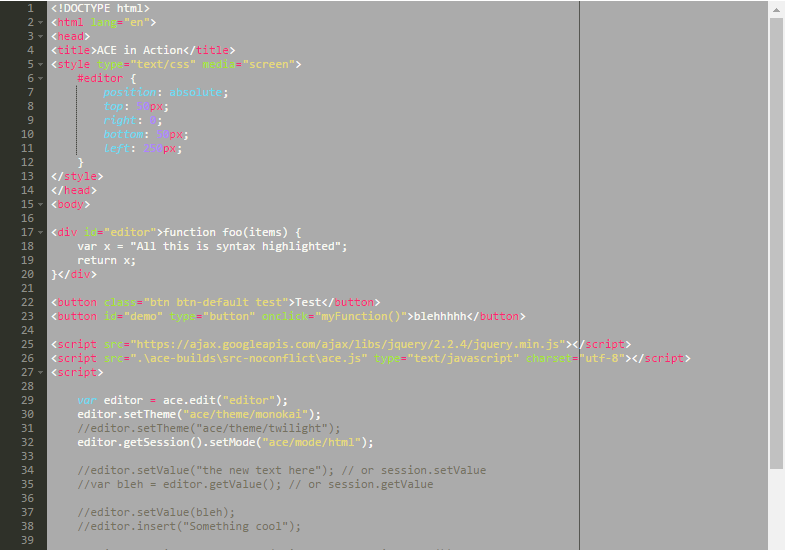 1 <!DOCTYPE html>
2 <html lang="en">
3 <head>
4 <title>ACE in Action</title>
5 <style type="text/css" media="screen">
6     #editor {
7         position: absolute;
8         top: 50px;
9         right: 0;
10         bottom: 50px;
11         left: 250px;
12     }
13 </style>
14 </head>
15 <body>
16
17 <div id="editor">function foo(items) {
18     var x = "All this is syntax highlighted";
19     return x;
20 }</div>
21
22 <button class="btn btn-default test">Test</button>
23 <button id="demo" type="button" onclick="myFunction()">blehhhhh</button>
24
25 <script src="https://ajax.googleapis.com/ajax/libs/jquery/2.2.4/jquery.min.js"></script>
26 <script src=".\ace-builds\src-noconflict\ace.js" type="text/javascript" charset="utf-8"></script>
27 <script>
28
29     var editor = ace.edit("editor");
30     editor.setTheme("ace/theme/monokai");
31     //editor.setTheme("ace/theme/twilight");
32     editor.getSession().setMode("ace/mode/html");
33
34     //editor.setValue("the new text here"); // or session.setValue
35     //var bleh = editor.getValue(); // or session.getValue
36
37     //editor.setValue(bleh);
38     //editor.insert("Something cool");
39